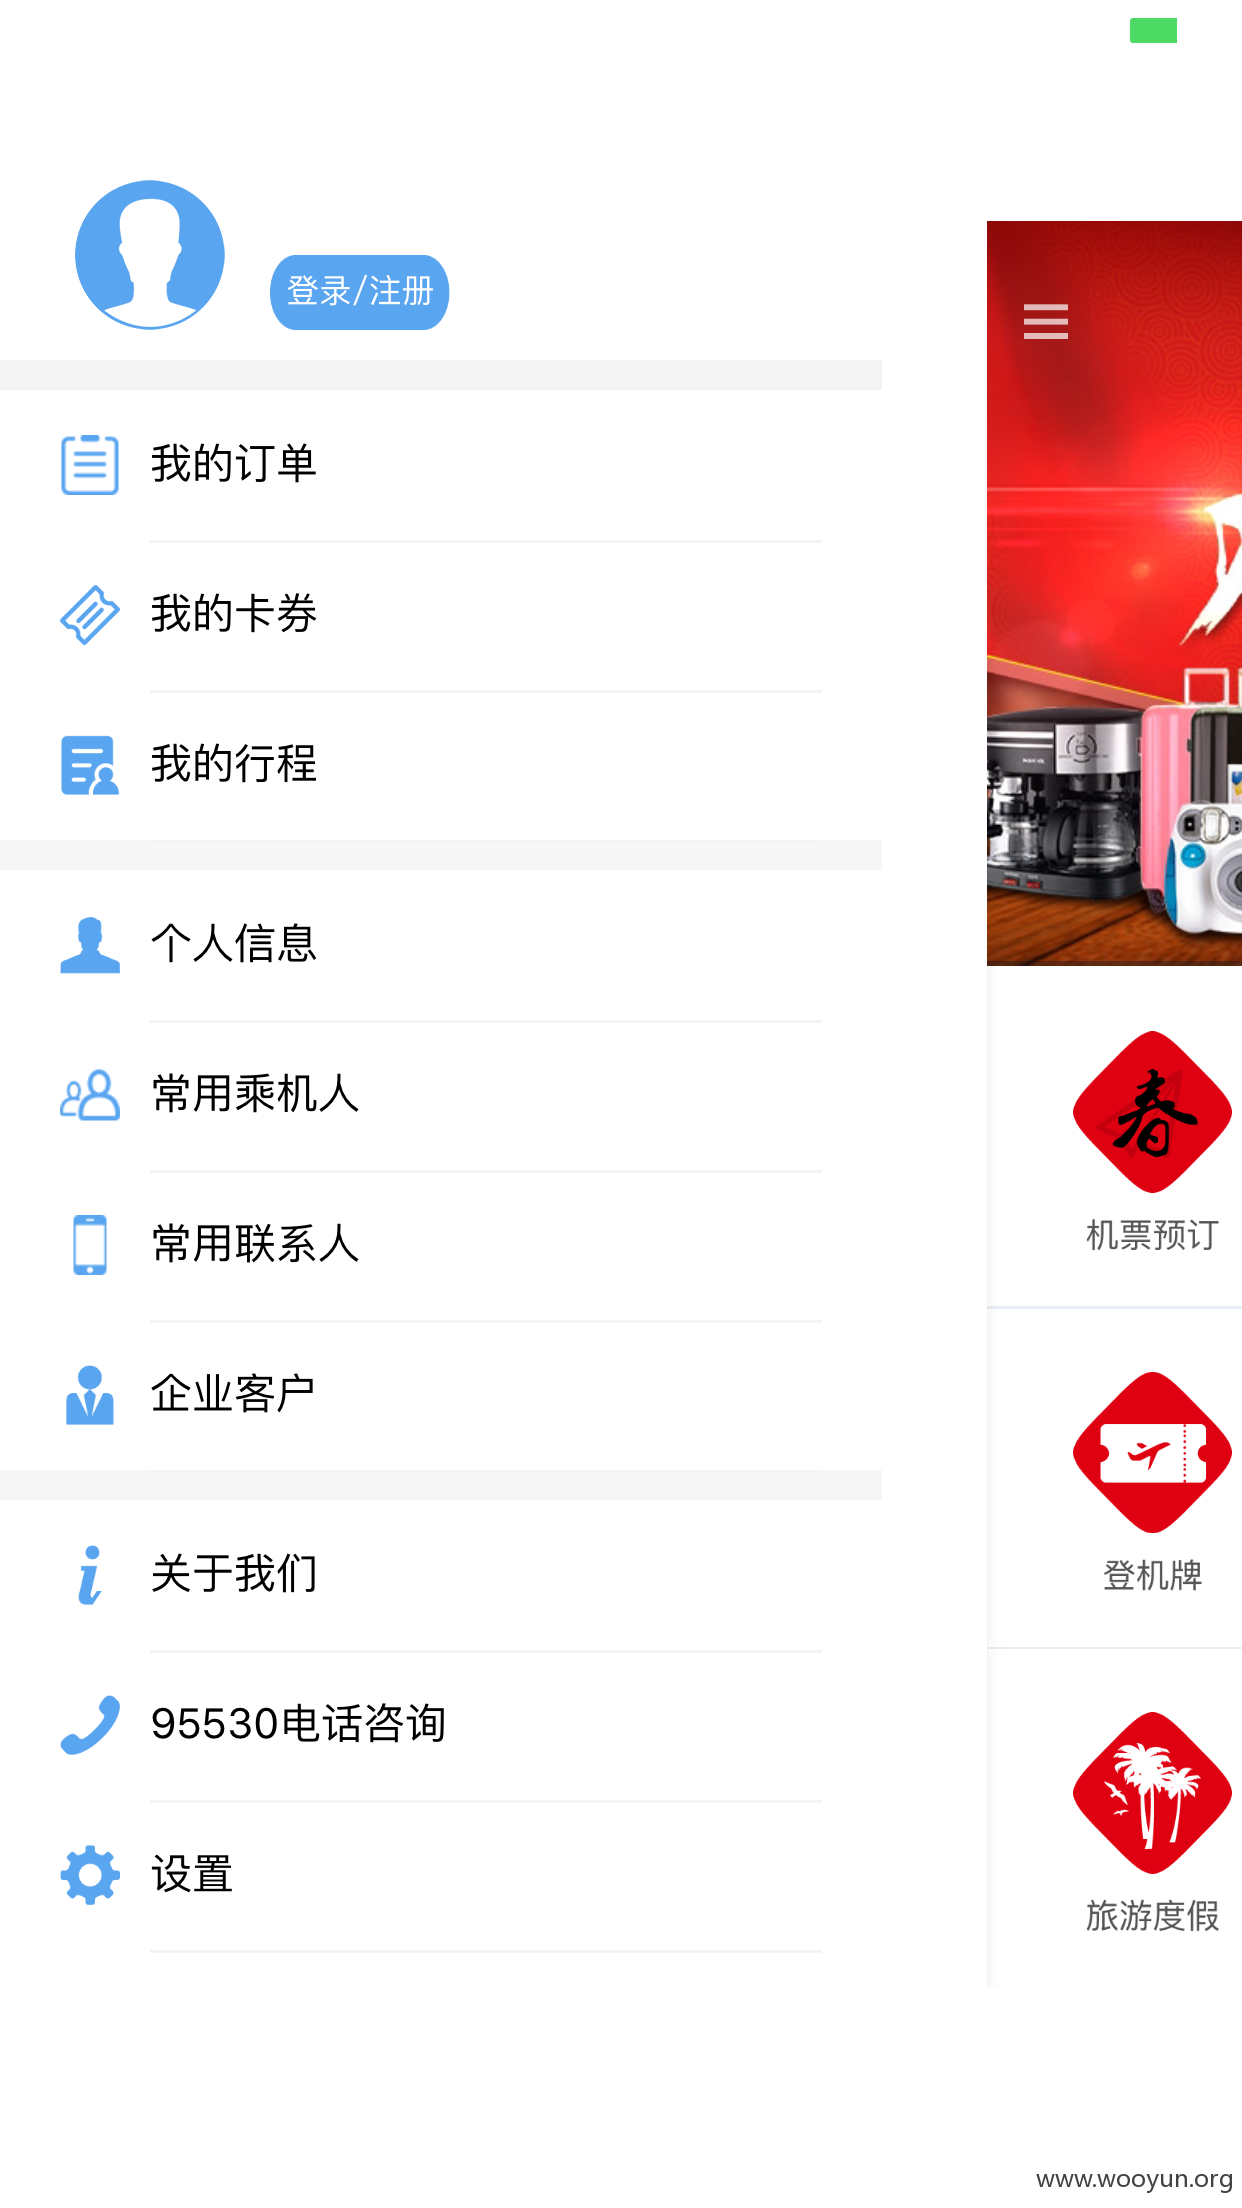 登录/注册
我的订单
我的卡券
我的行程
个人信息
常用乘机人
常用联系人
企业客户
关于我们
95530电话咨询
设置
春
机票预订
登机牌
旅游度假
www.wooyun.org